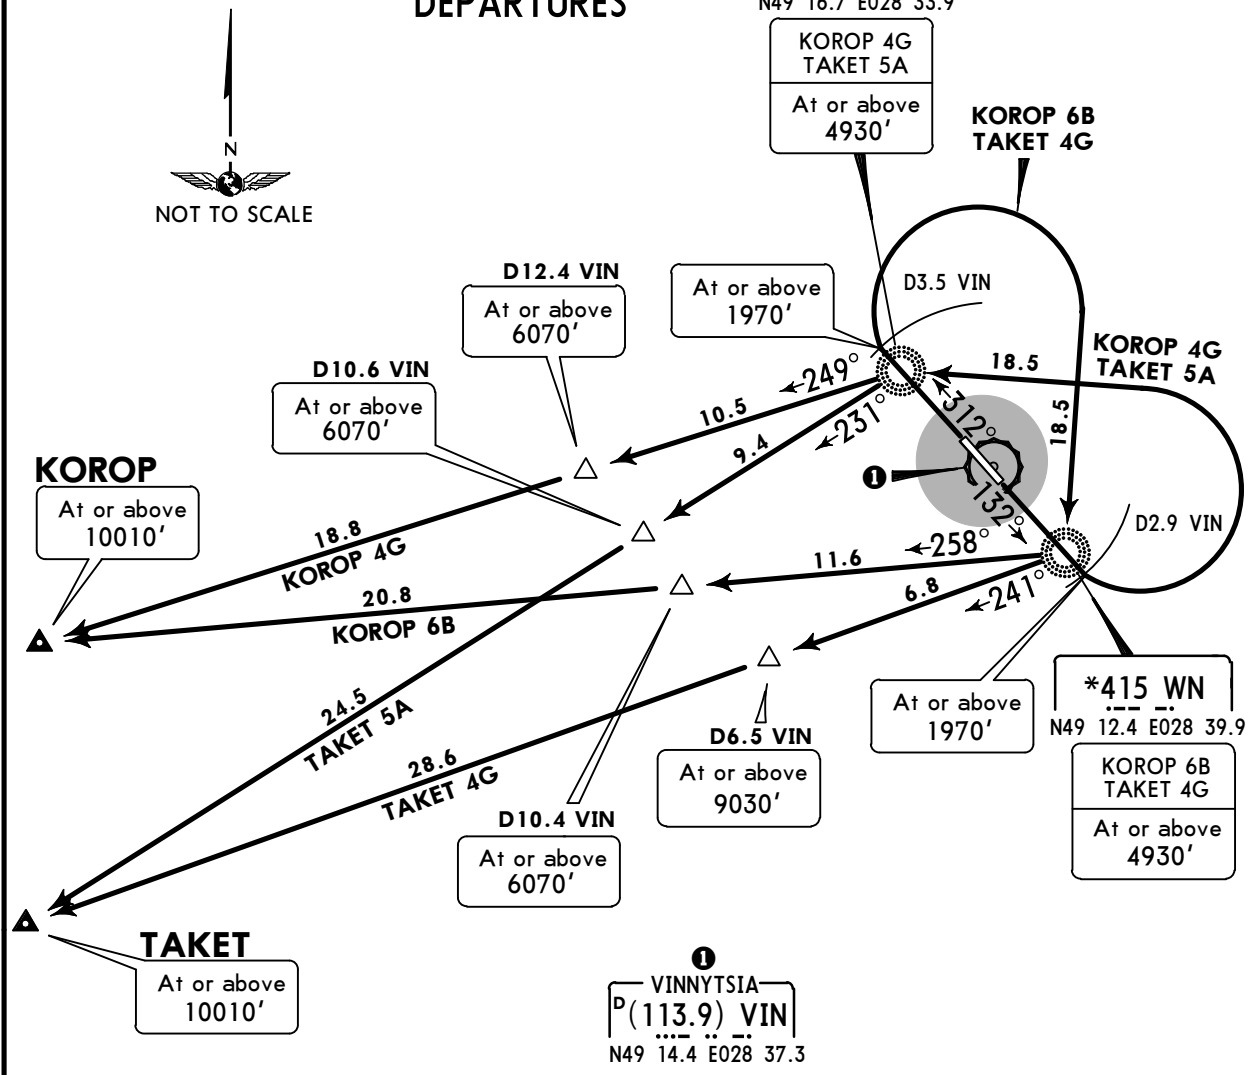 DEPARTURES
N49 16.7 E028 33.9
KOROP 4G
TAKET 5A
At or above
4930'
KOROP 6B
TAKET 4G
N
NOT TO SCALE
D12.4 VIN
At or above
6070'
At or above
1970'
D3.5 VIN
D10.6 VIN
At or above
6070'
KOROP 4G
TAKET 5A
18.5
249°
231°
10.5
9.4
312°
18.5
1
132°
KOROP
At or above
10010'
18.8
KOROP 4G
D2.9 VIN
258°
11.6
241°
6.8
20.8
KOROP 6B
24.5
TAKET 5A
28.6
TAKET 4G
At or above
1970'
*415 WN
N49 12.4 E028 39.9
KOROP 6B
TAKET 4G
At or above
4930'
D6.5 VIN
At or above
9030'
D10.4 VIN
At or above
6070'
TAKET
At or above
10010'
1
VINNYTSIA
D (113.9) VIN
N49 14.4 E028 37.3